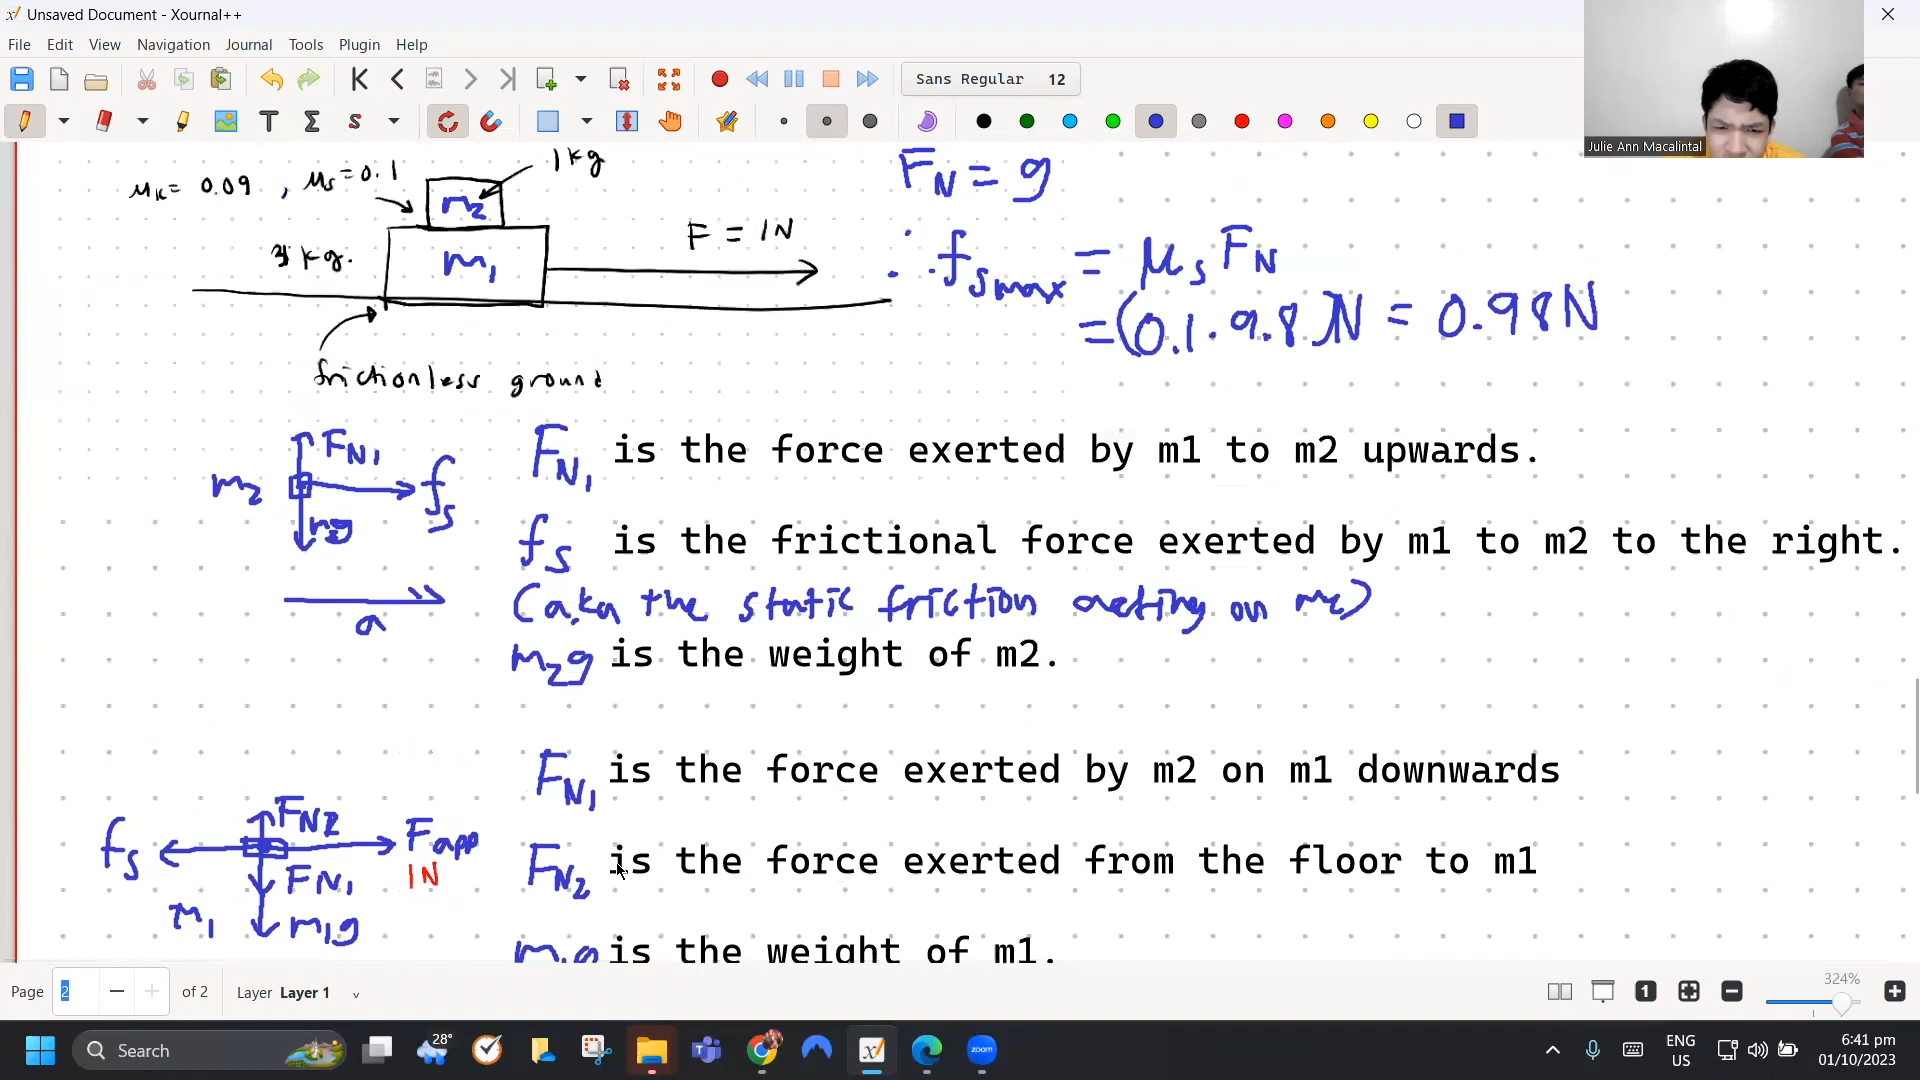 Unsaved Document - Xournal++
File Edit View Navigation Journal Tools Plugin Help
Sans Regular 12
Julie Ann Macalintal
μk = 0.09 , μs = 0.1
1 kg
m2
kg.
m1
F = 1N
frictionless ground
FN = g
∴ fsmax = μs FN
= (0.1 . 9.8)N = 0.98N
FN1
m2
fs
m2g
a
FN1 is the force exerted by m1 to m2 upwards.
fs is the frictional force exerted by m1 to m2 to the right.
(a.k.a the static friction acting on m2)
m2g is the weight of m2.
FN1 is the force exerted by m2 on m1 downwards
FN2
fs
Fapp
1N
FN1
m1
m1g
FN2 is the force exerted from the floor to m1
m1g is the weight of m1.
Page 2 of 2 Layer Layer 1
324%
1
Search
28°
zoom
ENG
US
6:41 pm
01/10/2023